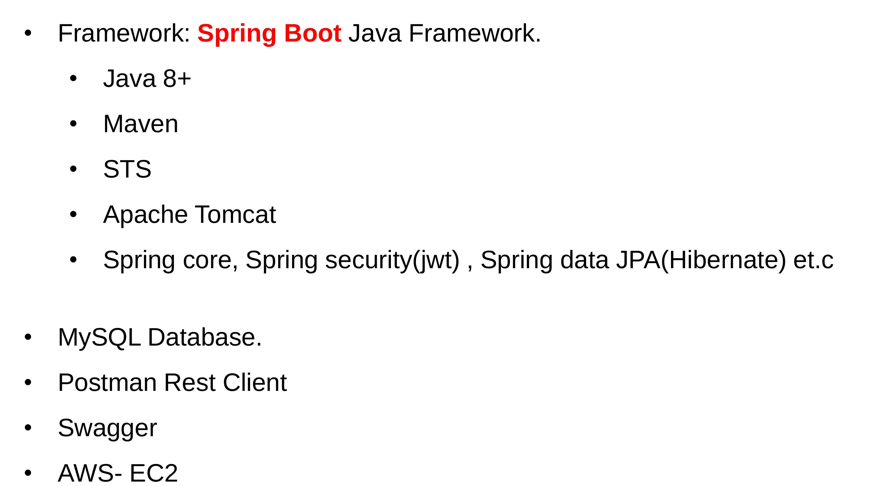 • Framework: Spring Boot Java Framework.
• Java 8+
• Maven
• STS
• Apache Tomcat
• Spring core, Spring security(jwt) , Spring data JPA(Hibernate) et.c
• MySQL Database.
• Postman Rest Client
• Swagger
• AWS- EC2